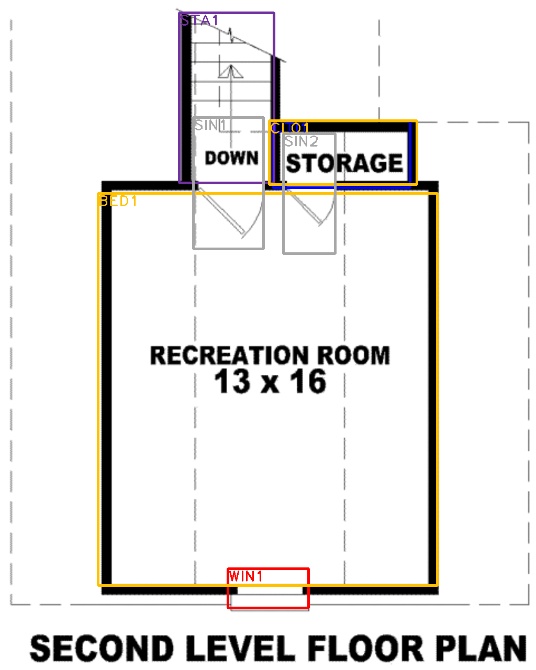 STA1
SIN1
CLO1
SIN2
DOWN
STORAGE
BED1
RECREATION ROOM
13 x 16
WIN1
SECOND LEVEL FLOOR PLAN